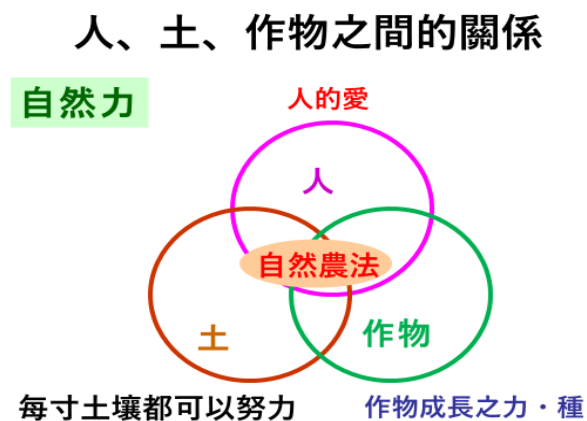 人、土、作物之間的關係
自然力
人的愛
人
自然農法
土
作物
每寸土壤都可以努力
作物成長之力・種